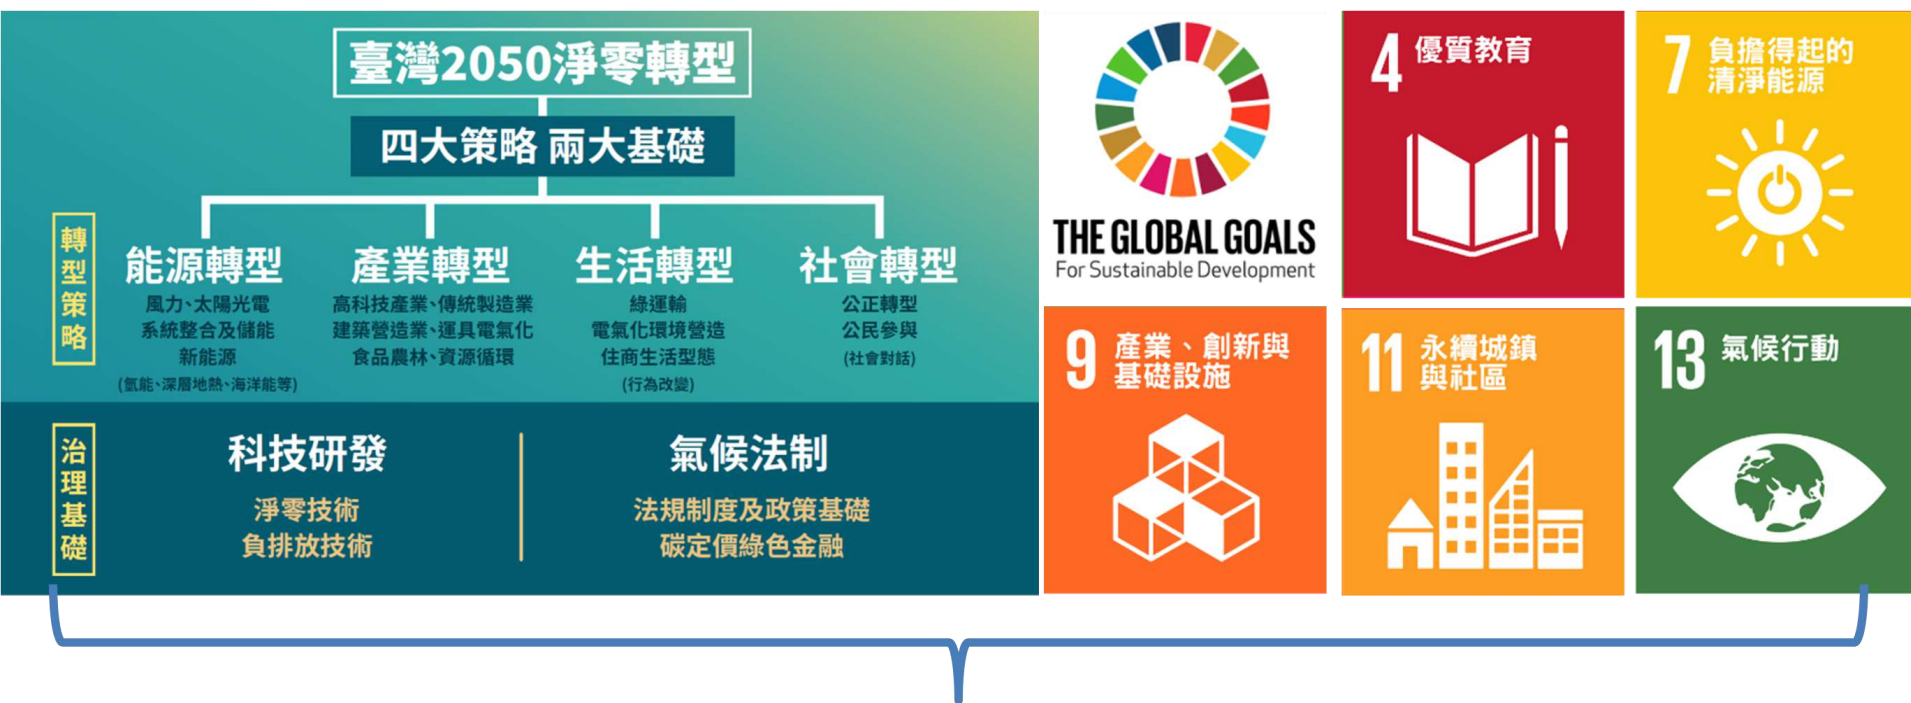 臺灣2050淨零轉型
四大策略 兩大基礎
轉型策略
能源轉型
風力、太陽光電
系統整合及儲能
新能源
(氫能、深層地熱、海洋能等)
產業轉型
高科技產業、傳統製造業
建築營造業、運具電氣化
食品農林、資源循環
生活轉型
綠運輸
電氣化環境營造
住商生活型態
(行為改變)
社會轉型
公正轉型
公民參與
(社會對話)
治理基礎
科技研發
淨零技術
負排放技術
氣候法制
法規制度及政策基礎
碳定價綠色金融
THE GLOBAL GOALS
For Sustainable Development
4 優質教育
7 負擔得起的
清淨能源
9 產業、創新與
基礎設施
11 永續城鎮
與社區
13 氣候行動